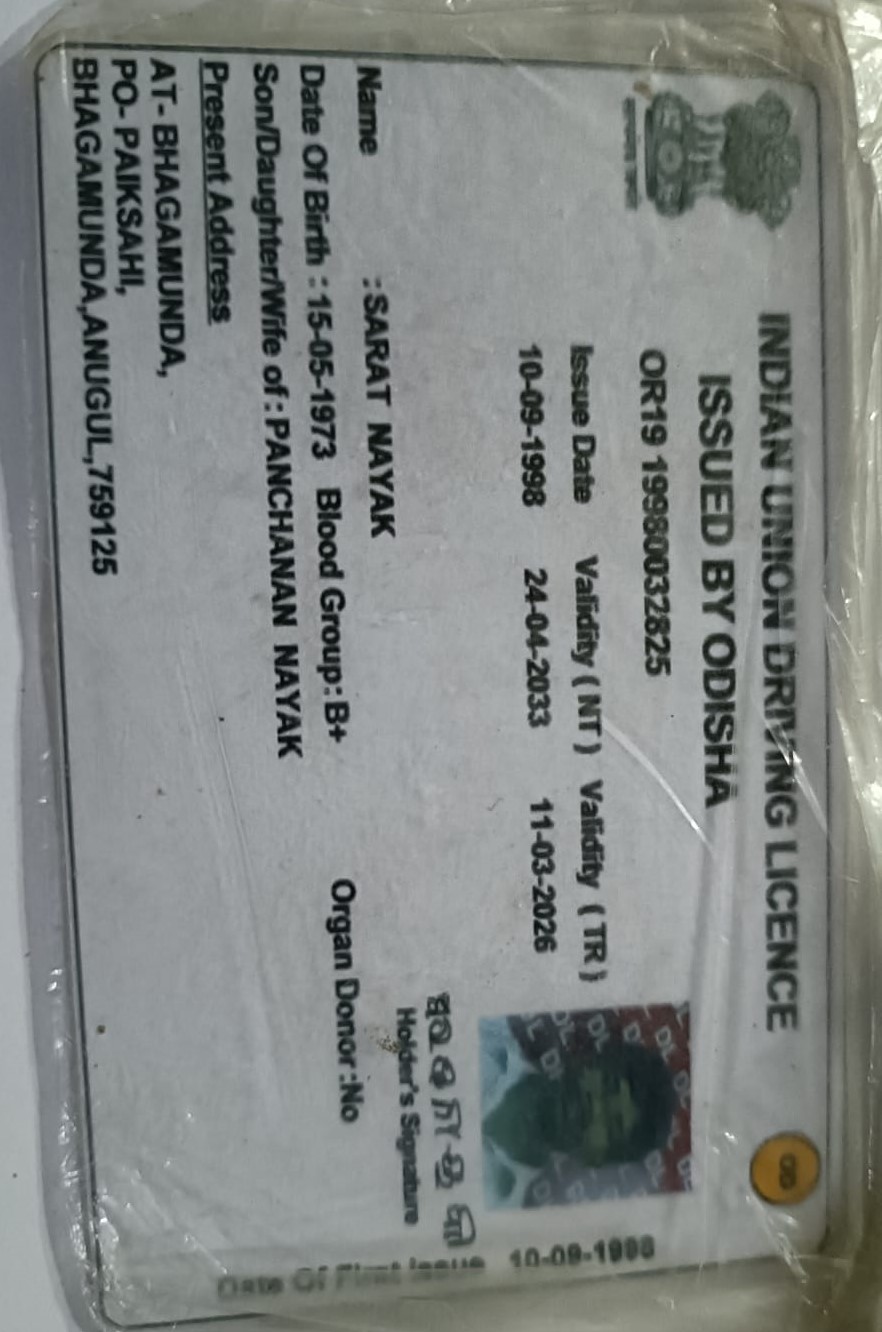 INDIAN UNION DRIVING LICENCE
ISSUED BY ODISHA
OR19 19980032825
Issue Date Validity ( NT ) Validity ( TR )
10-09-1998 24-04-2033 11-03-2026
Holder's Signature
Name :SARAT NAYAK
Date Of Birth : 15-05-1973 Blood Group: B+ Organ Donor :No
Son/Daughter/Wife of : PANCHANAN NAYAK
Present Address
AT- BHAGAMUNDA,
PO- PAIKSAHI,
BHAGAMUNDA,ANUGUL,759125
Date Of First Issue 10-09-1998